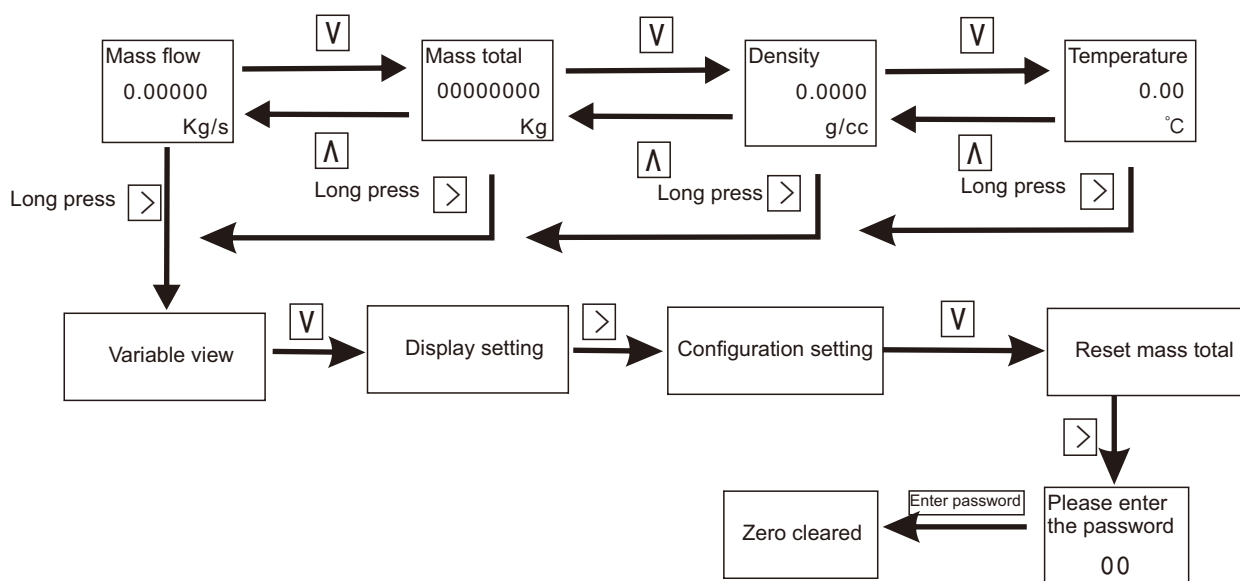 V
V
V
Mass flow
0.00000
Kg/s
Mass total
00000000
Kg
Density
0.0000
g/cc
Temperature
0.00
°C
Λ
Λ
Λ
Long press >
Long press >
Long press >
Long press >
Variable view
V
Display setting
>
Configuration setting
V
Reset mass total
>
Please enter
the password
00
Enter password
Zero cleared